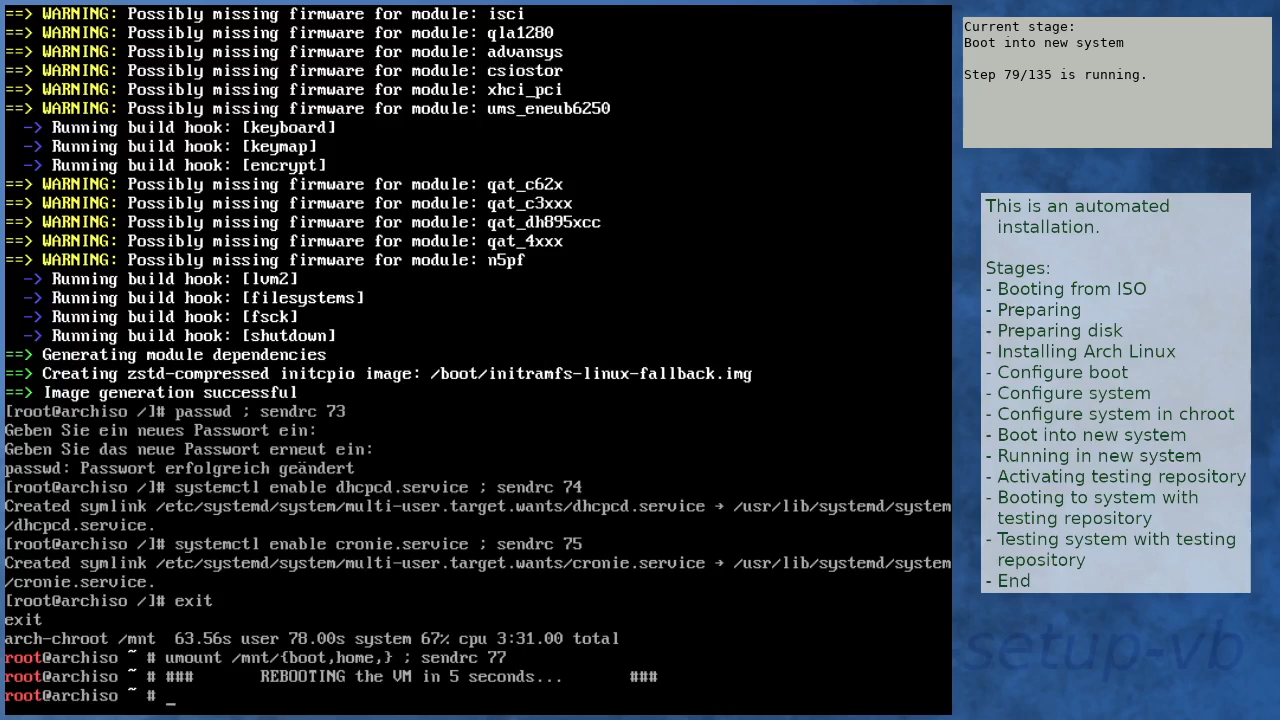 ==> WARNING: Possibly missing firmware for module: isci
==> WARNING: Possibly missing firmware for module: qla1280
==> WARNING: Possibly missing firmware for module: advansys
==> WARNING: Possibly missing firmware for module: csiostor
==> WARNING: Possibly missing firmware for module: xhci_pci
==> WARNING: Possibly missing firmware for module: ums_eneub6250
-> Running build hook: [keyboard]
-> Running build hook: [keymap]
-> Running build hook: [encrypt]
==> WARNING: Possibly missing firmware for module: qat_c62x
==> WARNING: Possibly missing firmware for module: qat_c3xxx
==> WARNING: Possibly missing firmware for module: qat_dh895xcc
==> WARNING: Possibly missing firmware for module: qat_4xxx
==> WARNING: Possibly missing firmware for module: n5pf
-> Running build hook: [lvm2]
-> Running build hook: [filesystems]
-> Running build hook: [fsck]
-> Running build hook: [shutdown]
==> Generating module dependencies
==> Creating zstd-compressed initcpio image: /boot/initramfs-linux-fallback.img
==> Image generation successful
[root@archiso /]# passwd ; sendrc 73
Geben Sie ein neues Passwort ein:
Geben Sie das neue Passwort erneut ein:
passwd: Passwort erfolgreich geändert
[root@archiso /]# systemctl enable dhcpcd.service ; sendrc 74
Created symlink /etc/systemd/system/multi-user.target.wants/dhcpcd.service → /usr/lib/systemd/system
/dhcpcd.service.
[root@archiso /]# systemctl enable cronie.service ; sendrc 75
Created symlink /etc/systemd/system/multi-user.target.wants/cronie.service → /usr/lib/systemd/system
/cronie.service.
[root@archiso /]# exit
exit
arch-chroot /mnt  63.56s user 78.00s system 67% cpu 3:31.00 total
root@archiso ~ # umount /mnt/{boot,home,} ; sendrc 77
root@archiso ~ # ###       REBOOTING the VM in 5 seconds...       ###
root@archiso ~ # _
Current stage:
Boot into new system
Step 79/135 is running.
This is an automated
installation.
Stages:
- Booting from ISO
- Preparing
- Preparing disk
- Installing Arch Linux
- Configure boot
- Configure system
- Configure system in chroot
- Boot into new system
- Running in new system
- Activating testing repository
- Booting to system with
testing repository
- Testing system with testing
repository
- End
setup-vb